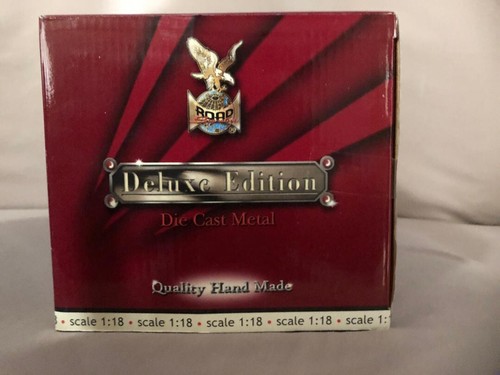 ROAD
Deluxe Edition
Die Cast Metal
Quality Hand Made
• scale 1:18 • scale 1:18 • scale 1:18 • scale 1:18 • scale 1: